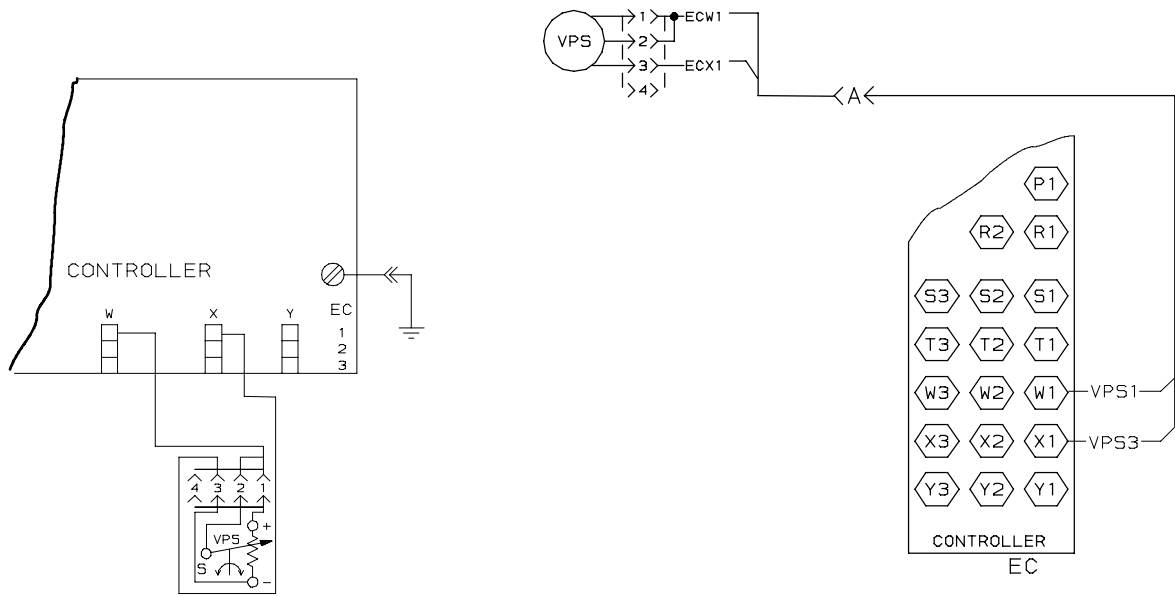 VPS
1
ECW1
2
3
ECX1
4
A
CONTROLLER
W
X
Y
EC
1
2
3
4
3
2
1
VPS
+
S
-
P1
R2 R1
S3 S2 S1
T3 T2 T1
W3 W2 W1 VPS1
X3 X2 X1 VPS3
Y3 Y2 Y1
CONTROLLER
EC